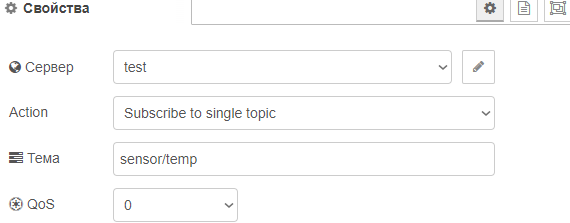 Свойства
Сервер test
Action Subscribe to single topic
Тема sensor/temp
QoS 0